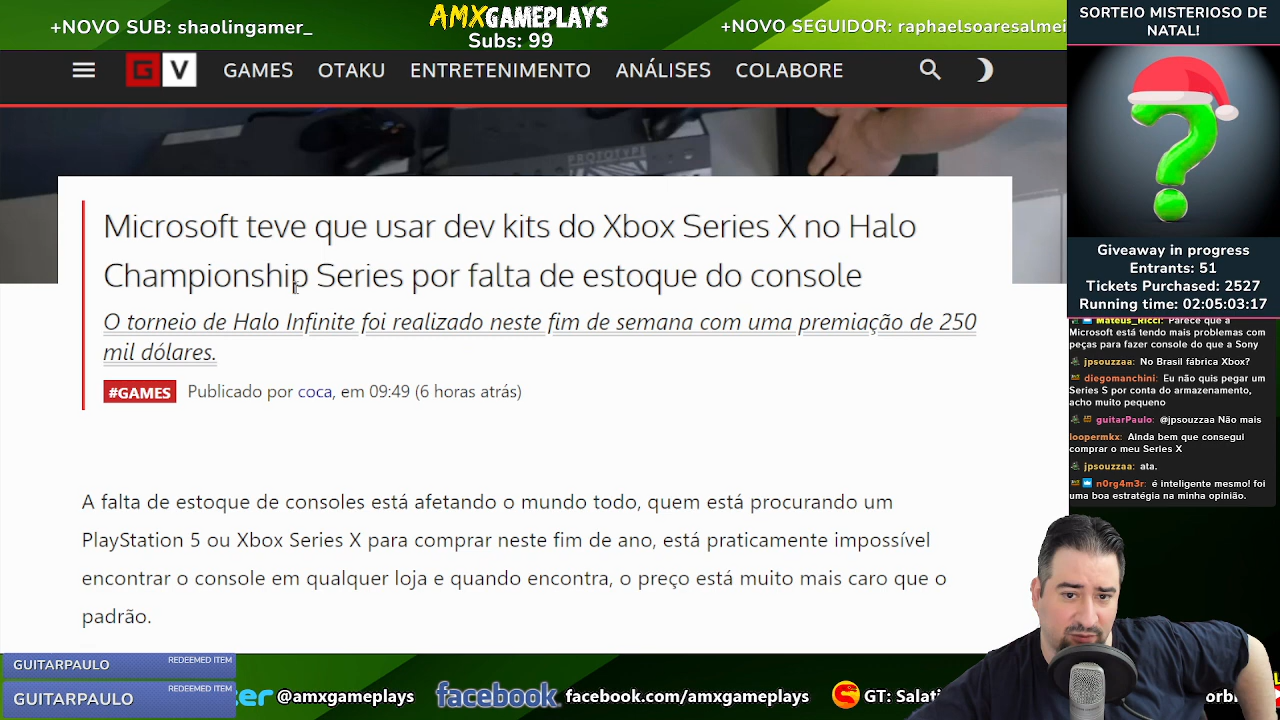 +NOVO SUB: shaolingamer_
AMXGAMEPLAYS
Subs: 99
+NOVO SEGUIDOR: raphaelsoaresalmei
SORTEIO MISTERIOSO DE
NATAL!
G V GAMES OTAKU ENTRETENIMENTO ANÁLISES COLABORE
PROTOTYPE
Microsoft teve que usar dev kits do Xbox Series X no Halo
Championship Series por falta de estoque do console
O torneio de Halo Infinite foi realizado neste fim de semana com uma premiação de 250
mil dólares.
#GAMES Publicado por coca, em 09:49 (6 horas atrás)
A falta de estoque de consoles está afetando o mundo todo, quem está procurando um
PlayStation 5 ou Xbox Series X para comprar neste fim de ano, está praticamente impossível
encontrar o console em qualquer loja e quando encontra, o preço está muito mais caro que o
padrão.
Giveaway in progress
Entrants: 51
Tickets Purchased: 2527
Running time: 02:05:03:17
Mateus_Ricci: Parece que a
Microsoft está tendo mais problemas com
peças para fazer console do que a Sony
jpsouzzaa: No Brasil fábrica Xbox?
diegomanchini: Eu não quis pegar um
Series S por conta do armazenamento,
acho muito pequeno
guitarPaulo: @jpsouzzaa Não mais
loopermkx: Ainda bem que consegui
comprar o meu Series X
jpsouzzaa: ata.
n0rg4m3r: é inteligente mesmo! foi
uma boa estratégia na minha opinião.
GUITARPAULO REDEEMED ITEM
GUITARPAULO REDEEMED ITEM
er @amxgameplays facebook facebook.com/amxgameplays GT: Salati